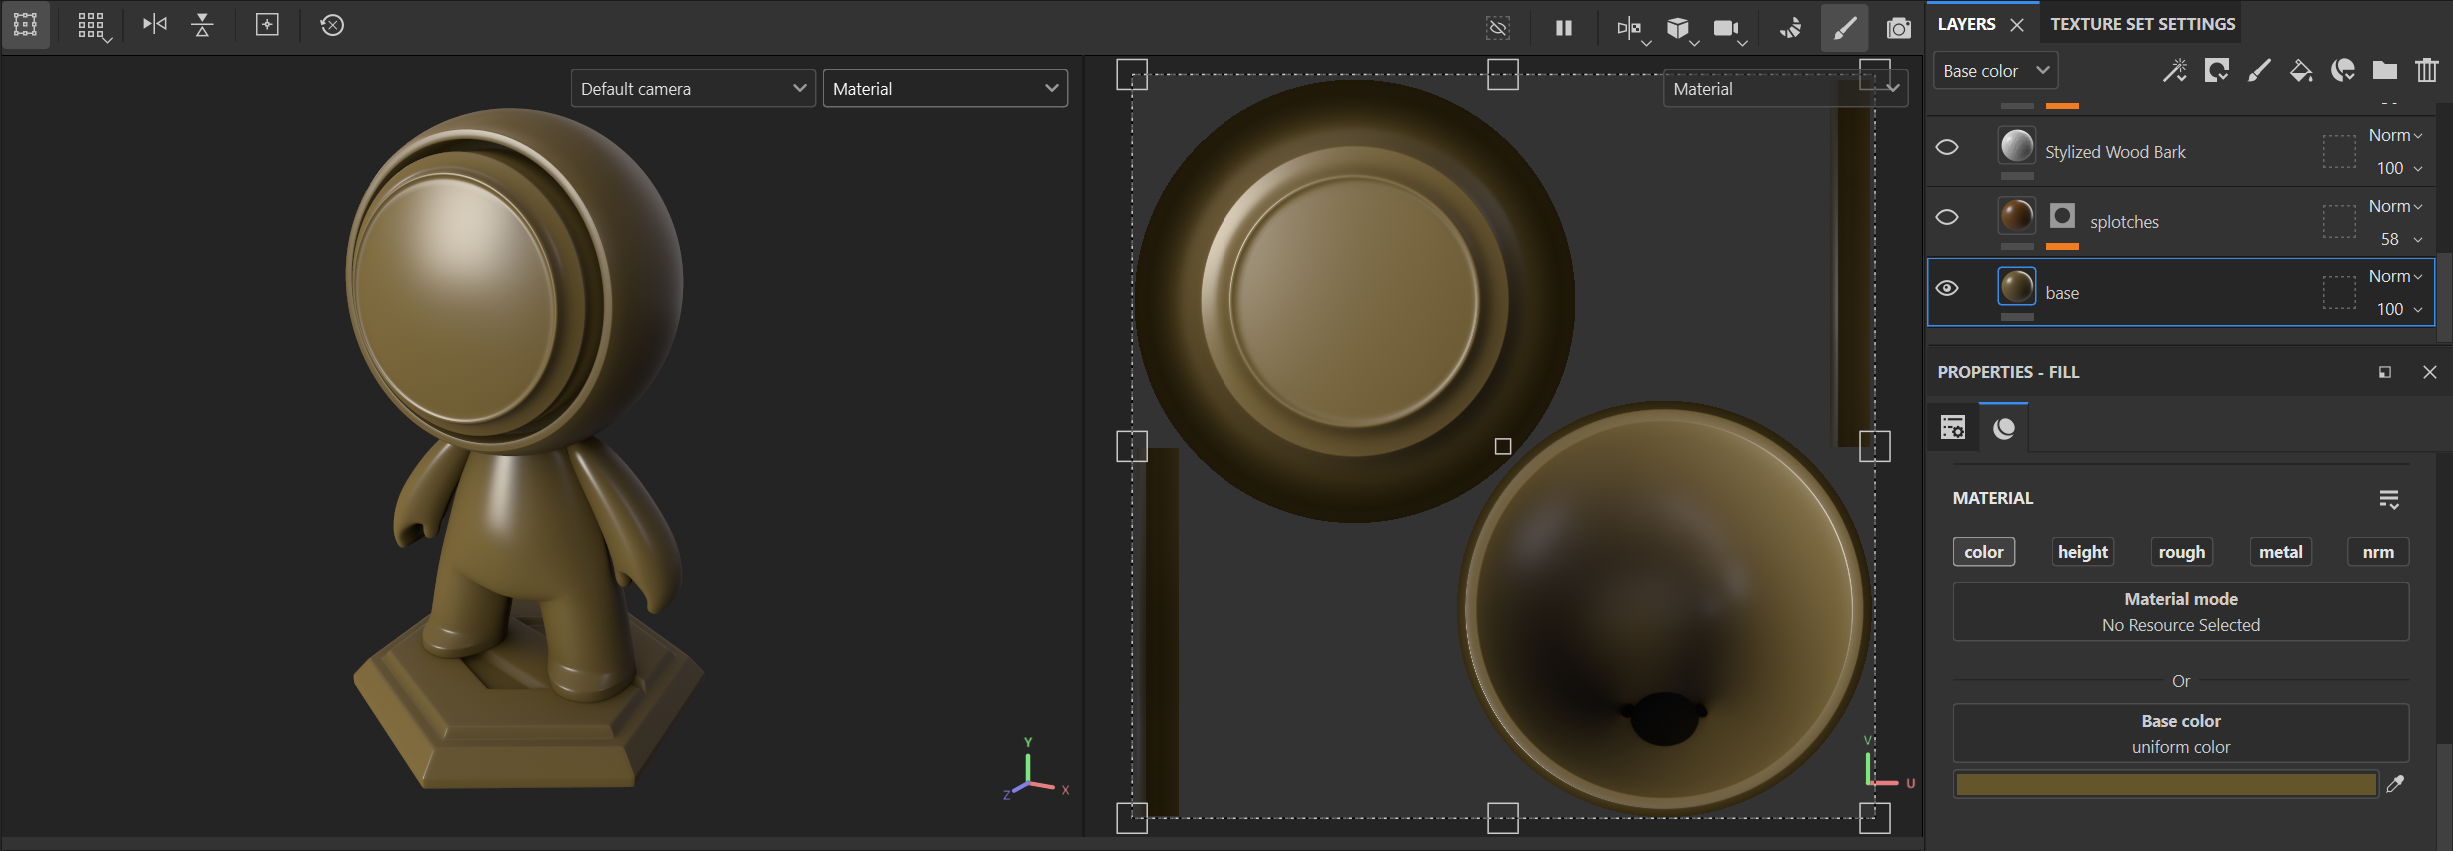 LAYERS
TEXTURE SET SETTINGS
Base color
Default camera
Material
Material
Norm
Stylized Wood Bark
100
Norm
splotches
58
Norm
base
100
PROPERTIES - FILL
MATERIAL
color height rough metal nrm
Material mode
No Resource Selected
Or
Base color
uniform color
Y
X
Z
V
U